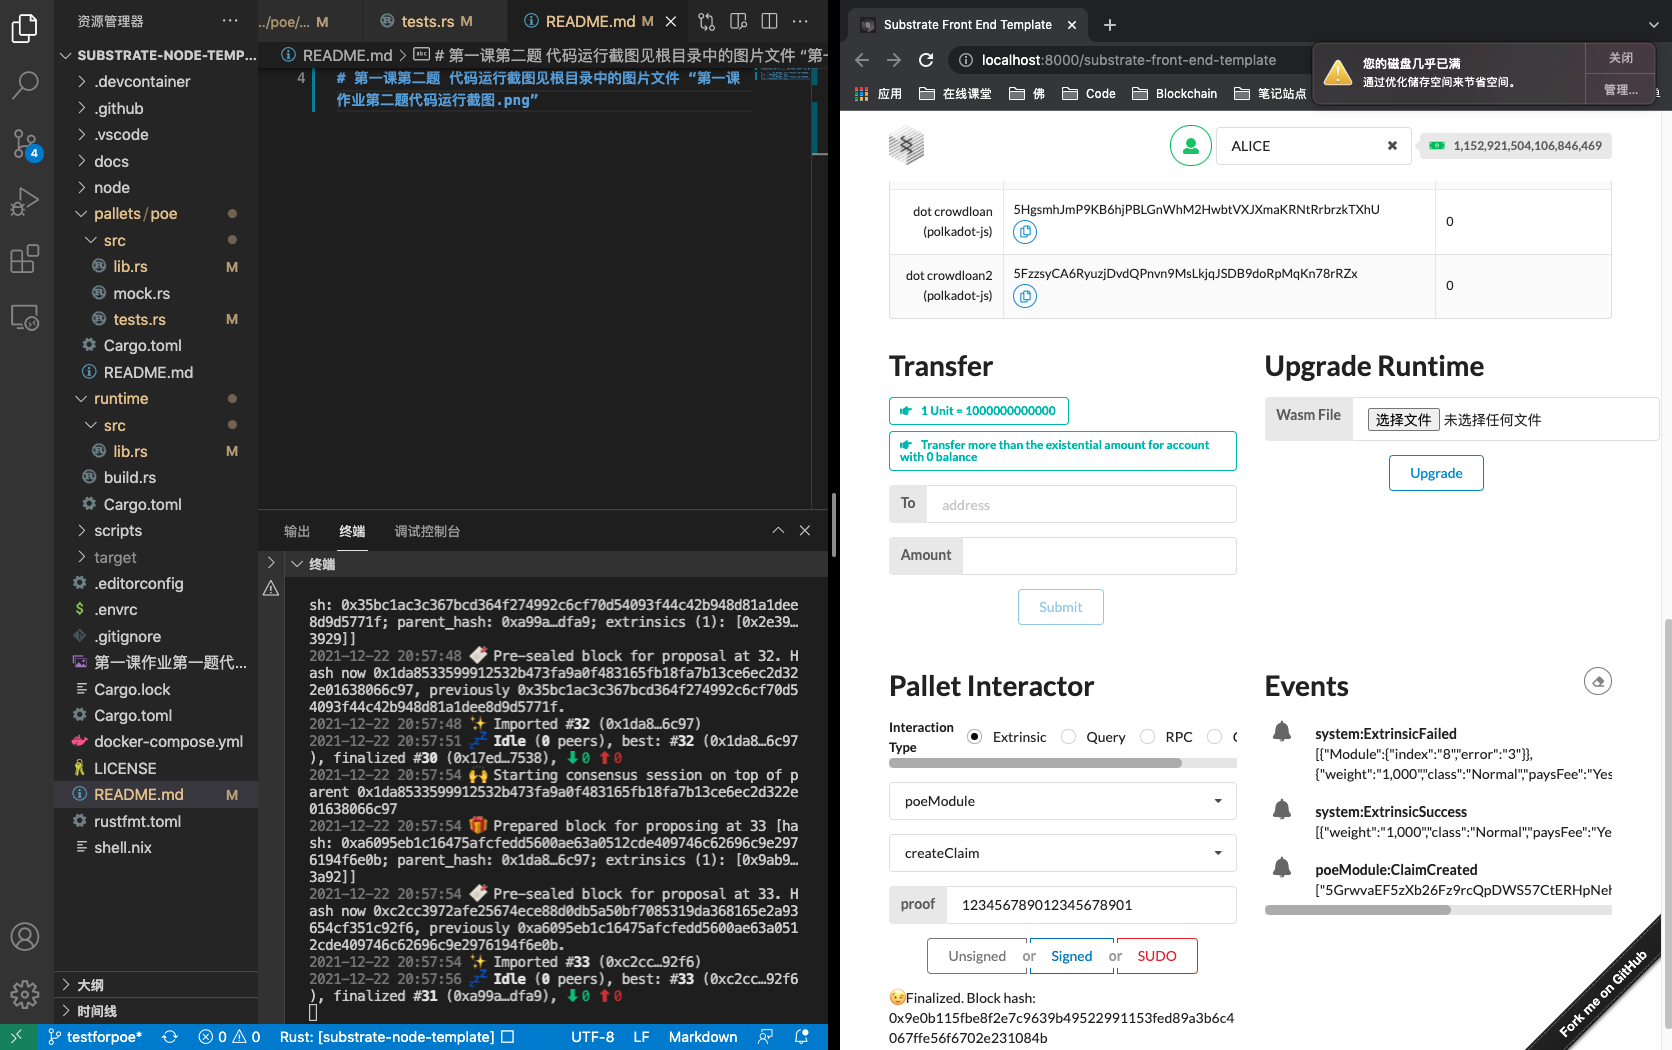 资源管理器
···
SUBSTRATE-NODE-TEMP...
.devcontainer
.github
.vscode
docs
node
pallets / poe
src
lib.rs M
mock.rs
tests.rs M
Cargo.toml
README.md
runtime
src
lib.rs M
build.rs
Cargo.toml
scripts
target
.editorconfig
$ .envrc
.gitignore
第一课作业第一题代...
Cargo.lock
Cargo.toml
docker-compose.yml
LICENSE
README.md M
rustfmt.toml
shell.nix
大纲
时间线
4
../poe/... M
tests.rs M
README.md M
README.md > # 第一课第二题 代码运行截图见根目录中的图片文件 “第一
4 # 第一课第二题 代码运行截图见根目录中的图片文件 “第一课
作业第二题代码运行截图.png”
输出 终端 调试控制台
终端
sh: 0x35bc1ac3c367bcd364f274992c6cf70d54093f44c42b948d81a1dee
8d9d5771f; parent_hash: 0xa99a…dfa9; extrinsics (1): [0x2e39…
3929]]
2021-12-22 20:57:48 🔖 Pre-sealed block for proposal at 32. H
ash now 0x1da8533599912532b473fa9a0f483165fb18fa7b13ce6ec2d32
2e01638066c97, previously 0x35bc1ac3c367bcd364f274992c6cf70d5
4093f44c42b948d81a1dee8d9d5771f.
2021-12-22 20:57:48 ✨ Imported #32 (0x1da8…6c97)
2021-12-22 20:57:51 💤 Idle (0 peers), best: #32 (0x1da8…6c97
), finalized #30 (0x17ed…7538), ⬇ 0 ⬆ 0
2021-12-22 20:57:54 🙌 Starting consensus session on top of p
arent 0x1da8533599912532b473fa9a0f483165fb18fa7b13ce6ec2d322e
01638066c97
2021-12-22 20:57:54 🎁 Prepared block for proposing at 33 [ha
sh: 0xa6095eb1c16475afcfedd5600ae63a0512cde409746c62696c9e297
6194f6e0b; parent_hash: 0x1da8…6c97; extrinsics (1): [0x9ab9…
3a92]]
2021-12-22 20:57:54 🔖 Pre-sealed block for proposal at 33. H
ash now 0xc2cc3972afe25674ece88d0db5a50bf7085319da368165e2a93
654cf351c92f6, previously 0xa6095eb1c16475afcfedd5600ae63a051
2cde409746c62696c9e2976194f6e0b.
2021-12-22 20:57:54 ✨ Imported #33 (0xc2cc…92f6)
2021-12-22 20:57:56 💤 Idle (0 peers), best: #33 (0xc2cc…92f6
), finalized #31 (0xa99a…dfa9), ⬇ 0 ⬆ 0
testforpoe* 0 0 Rust: [substrate-node-template] UTF-8 LF Markdown
Substrate Front End Template
localhost:8000/substrate-front-end-template
应用 在线课堂 佛 Code Blockchain 笔记站点
您的磁盘几乎已满
通过优化储存空间来节省空间。
关闭
管理...
ALICE
1,152,921,504,106,846,469
dot crowdloan
(polkadot-js)
5HgsmhJmP9KB6hjPBLGnWhM2HwbtVXJXmaKRNtRrbrzkTXhU
0
dot crowdloan2
(polkadot-js)
5FzzsyCA6RyuzjDvdQPnvn9MsLkjqJSDB9doRpMqKn78rRZx
0
Transfer
1 Unit = 1000000000000
Transfer more than the existential amount for account
with 0 balance
To address
Amount
Submit
Upgrade Runtime
Wasm File 选择文件 未选择任何文件
Upgrade
Pallet Interactor
Interaction
Type
Extrinsic Query RPC
poeModule
createClaim
proof 123456789012345678901
Unsigned or Signed or SUDO
😉Finalized. Block hash:
0x9e0b115fbe8f2e7c9639b49522991153fed89a3b6c4
067ffe56f6702e231084b
Events
system:ExtrinsicFailed
[{"Module":{"index":"8","error":"3"}},
{"weight":"1,000","class":"Normal","paysFee":"Yes
system:ExtrinsicSuccess
[{"weight":"1,000","class":"Normal","paysFee":"Ye
poeModule:ClaimCreated
["5GrwvaEF5zXb26Fz9rcQpDWS57CtERHpNeh
Fork me on GitHub